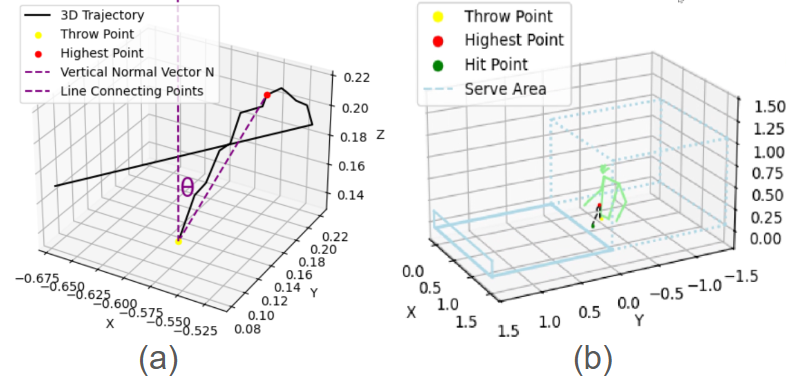 3D Trajectory
Throw Point
Highest Point
Vertical Normal Vector N
Line Connecting Points
θ
0.22
0.20
0.18
0.16
0.14
Z
−0.675
−0.650
−0.625
−0.600
−0.575
−0.550
−0.525
X
0.08
0.10
0.12
0.14
0.16
0.18
0.20
0.22
Y
(a)
Throw Point
Highest Point
Hit Point
Serve Area
1.50
1.25
1.00
0.75
0.50
0.25
0.00
0.0
0.5
1.0
1.5
X
1.5
1.0
0.5
0.0
−0.5
−1.0
−1.5
Y
(b)